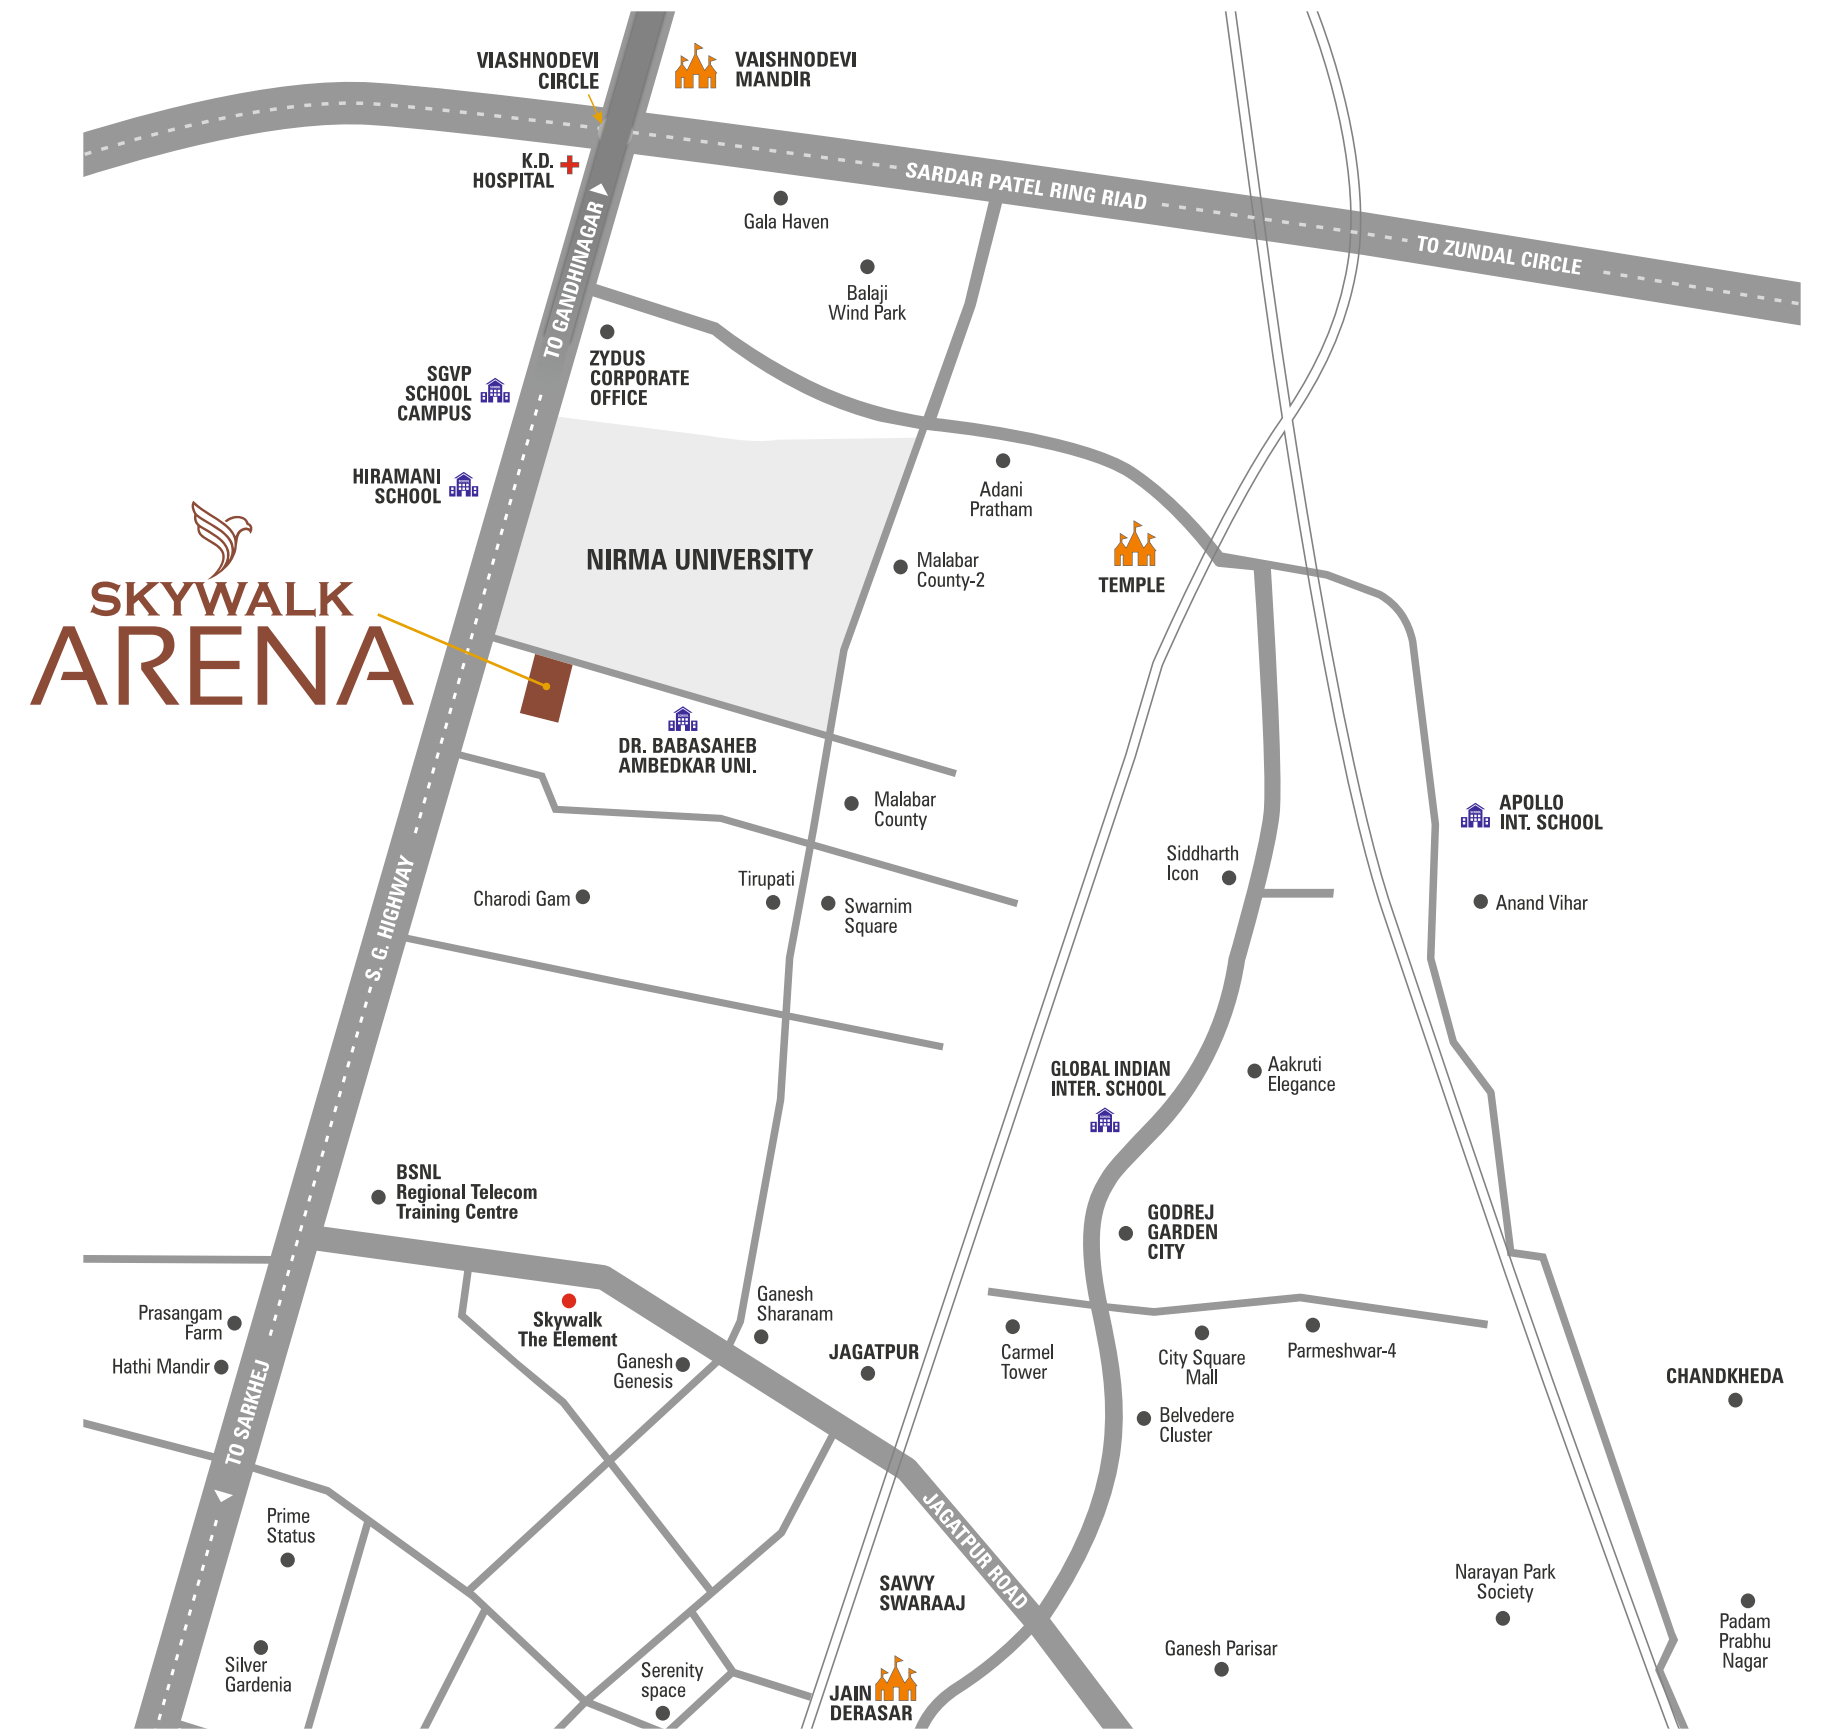 VIASHNODEVI
CIRCLE
VAISHNODEVI
MANDIR
K.D.
HOSPITAL
SARDAR PATEL RING RIAD
TO ZUNDAL CIRCLE
Gala Haven
Balaji
Wind Park
TO GANDHINAGAR
ZYDUS
CORPORATE
OFFICE
SGVP
SCHOOL
CAMPUS
HIRAMANI
SCHOOL
Adani
Pratham
NIRMA UNIVERSITY
Malabar
County-2
TEMPLE
SKYWALK
ARENA
DR. BABASAHEB
AMBEDKAR UNI.
Malabar
County
APOLLO
INT. SCHOOL
Siddharth
Icon
S. G. HIGHWAY
Charodi Gam
Tirupati
Swarnim
Square
Anand Vihar
GLOBAL INDIAN
INTER. SCHOOL
Aakruti
Elegance
BSNL
Regional Telecom
Training Centre
GODREJ
GARDEN
CITY
Prasangam
Farm
Hathi Mandir
Skywalk
The Element
Ganesh
Sharanam
Ganesh
Genesis
JAGATPUR
Carmel
Tower
City Square
Mall
Parmeshwar-4
CHANDKHEDA
Belvedere
Cluster
TO SARKHEJ
JAGATPUR ROAD
Prime
Status
SAVVY
SWARAAJ
Narayan Park
Society
Padam
Prabhu
Nagar
Silver
Gardenia
Serenity
space
JAIN
DERASAR
Ganesh Parisar